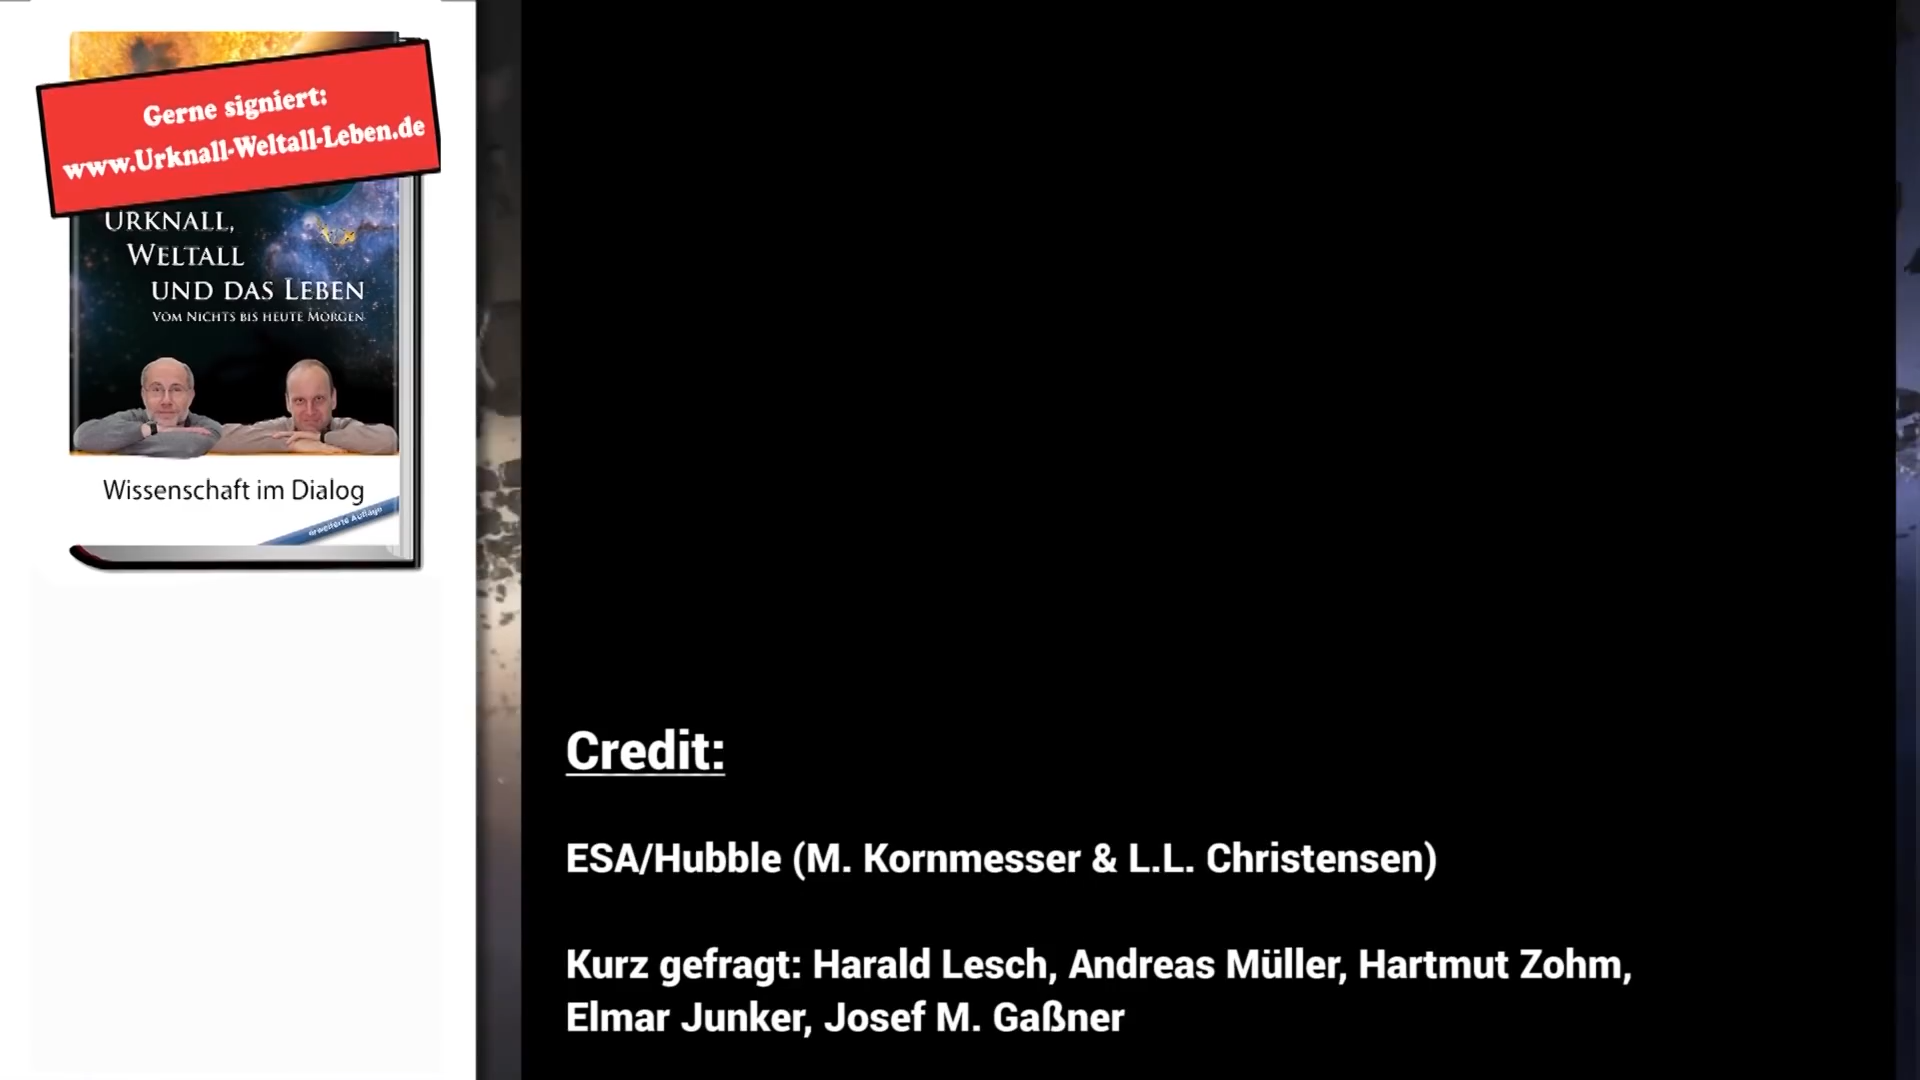 Gerne signiert:
www.Urknall-Weltall-Leben.de
URKNALL,
WELTALL
UND DAS LEBEN
VOM NICHTS BIS HEUTE MORGEN
Wissenschaft im Dialog
erweiterte Auflage
Credit:
ESA/Hubble (M. Kornmesser & L.L. Christensen)
Kurz gefragt: Harald Lesch, Andreas Müller, Hartmut Zohm,
Elmar Junker, Josef M. Gaßner